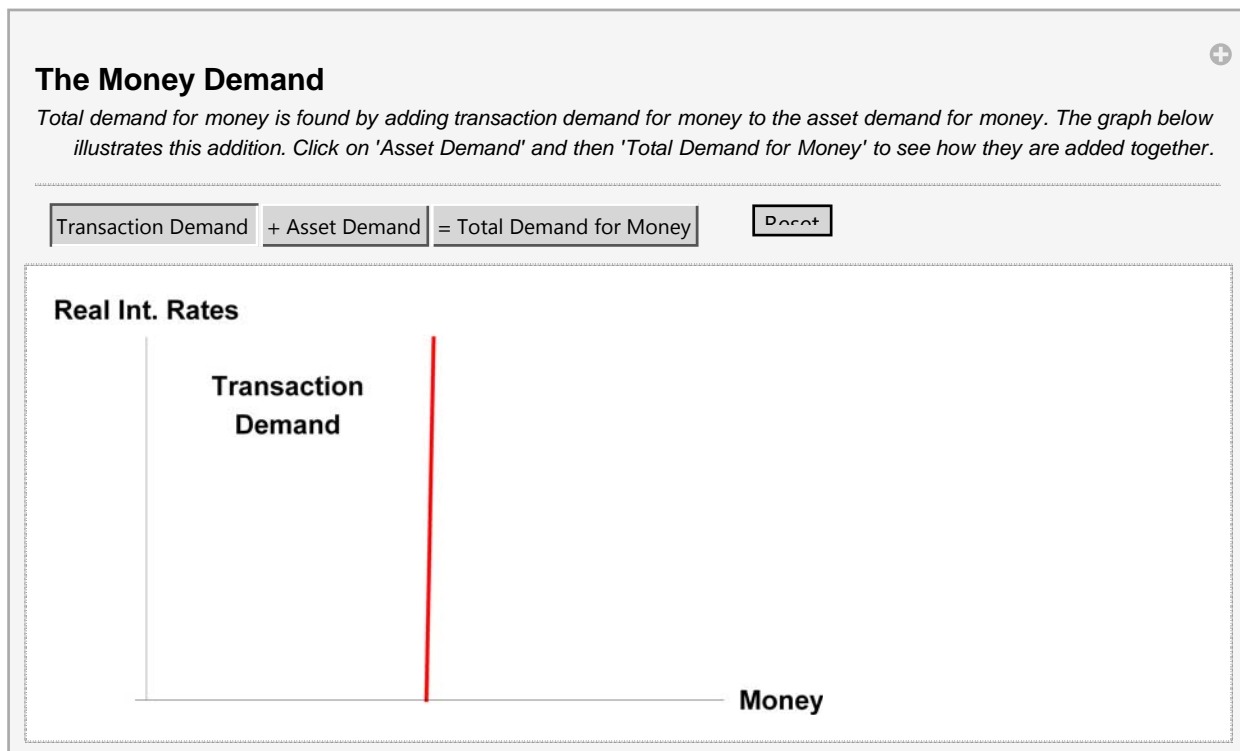 The Money Demand
Total demand for money is found by adding transaction demand for money to the asset demand for money. The graph below
illustrates this addition. Click on 'Asset Demand' and then 'Total Demand for Money' to see how they are added together.
Transaction Demand + Asset Demand = Total Demand for Money Reset
Real Int. Rates
Transaction
Demand
Money